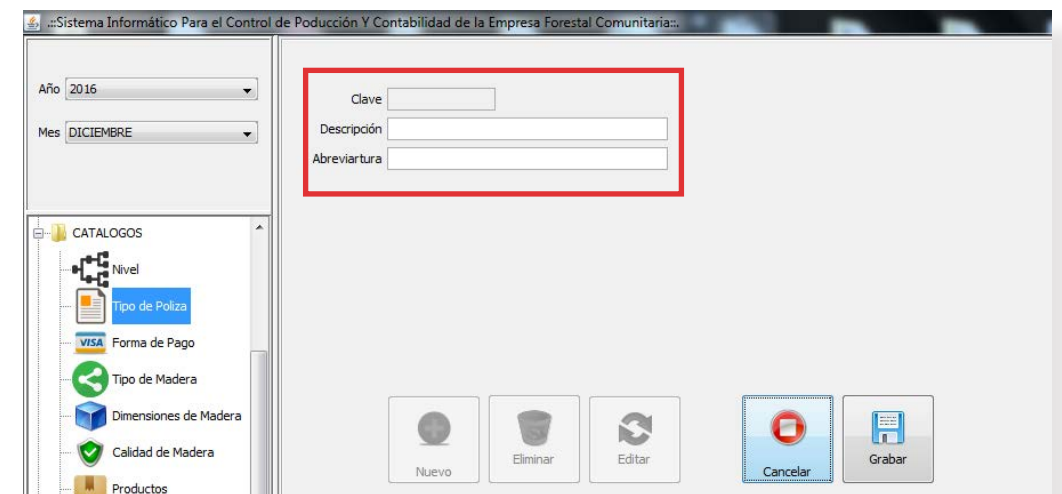 .::Sistema Informático Para el Control de Poducción Y Contabilidad de la Empresa Forestal Comunitaria::.
Año 2016
Mes DICIEMBRE
Clave
Descripción
Abreviartura
CATALOGOS
Nivel
Tipo de Poliza
VISA Forma de Pago
Tipo de Madera
Dimensiones de Madera
Calidad de Madera
Productos
Nuevo
Eliminar
Editar
Cancelar
Grabar